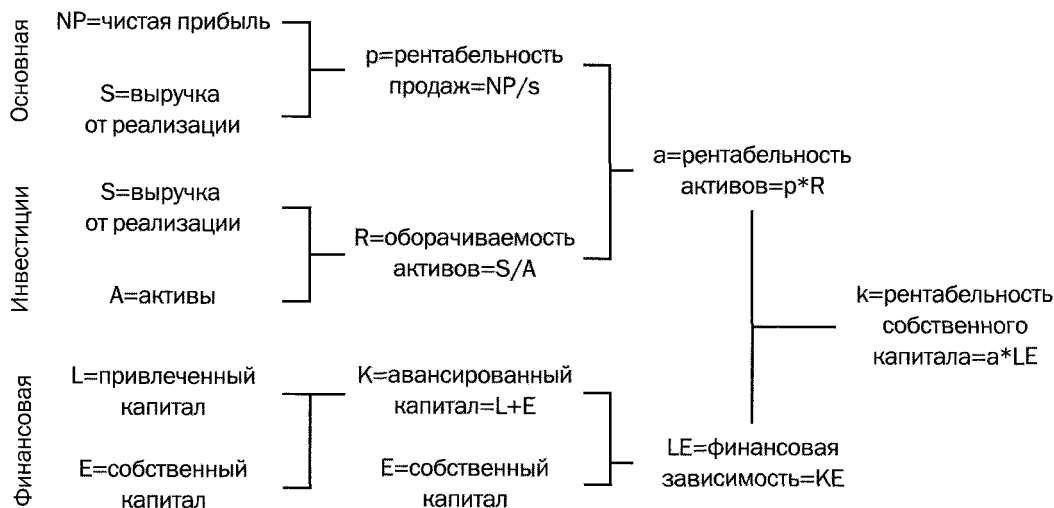 Основная
NP=чистая прибыль
S=выручка
от реализации
p=рентабельность
продаж=NP/s
Инвестиции
S=выручка
от реализации
A=активы
R=оборачиваемость
активов=S/A
a=рентабельность
активов=p*R
Финансовая
L=привлеченный
капитал
E=собственный
капитал
K=авансированный
капитал=L+E
E=собственный
капитал
LE=финансовая
зависимость=KE
k=рентабельность
собственного
капитала=a*LE